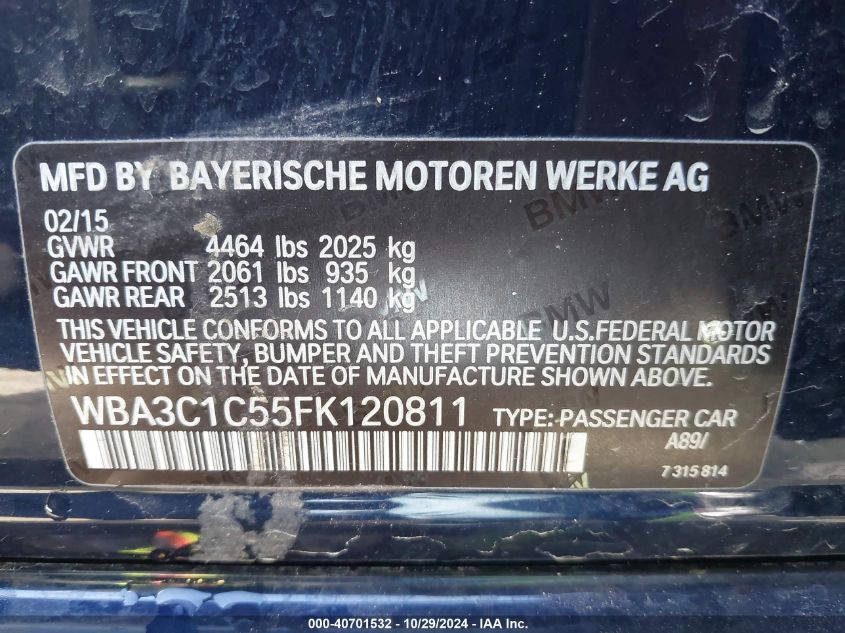 MFD BY BAYERISCHE MOTOREN WERKE AG
02/15
GVWR 4464 lbs 2025 kg
GAWR FRONT 2061 lbs 935 kg
GAWR REAR 2513 lbs 1140 kg
THIS VEHICLE CONFORMS TO ALL APPLICABLE U.S.FEDERAL MOTOR
VEHICLE SAFETY, BUMPER AND THEFT PREVENTION STANDARDS
IN EFFECT ON THE DATE OF MANUFACTURE SHOWN ABOVE.
WBA3C1C55FK120811 TYPE: PASSENGER CAR
A89/
7 315 814
000-40701532 - 10/29/2024 - IAA Inc.